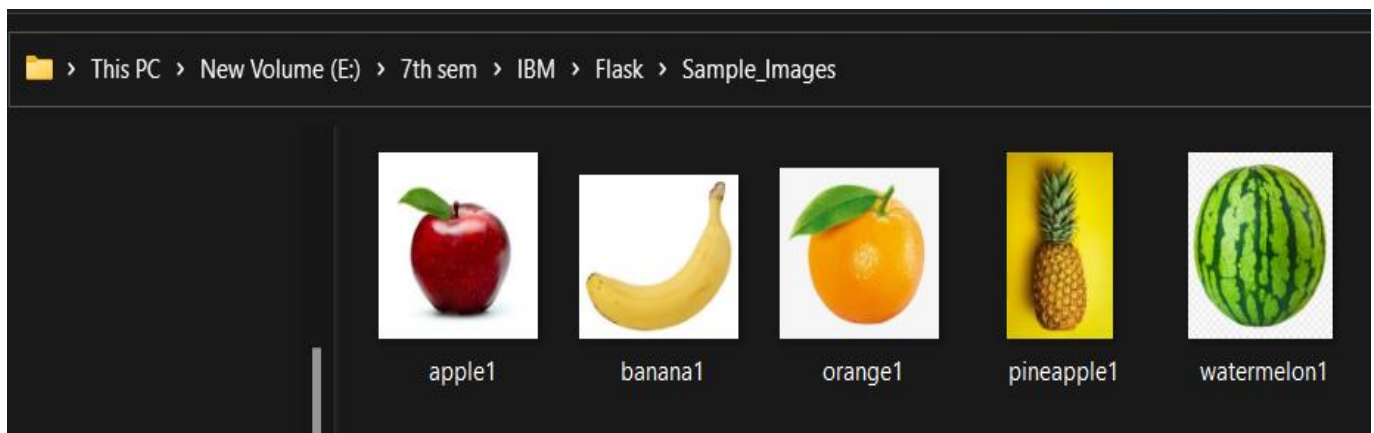 This PC > New Volume (E:) > 7th sem > IBM > Flask > Sample_Images
apple1 banana1 orange1 pineapple1 watermelon1